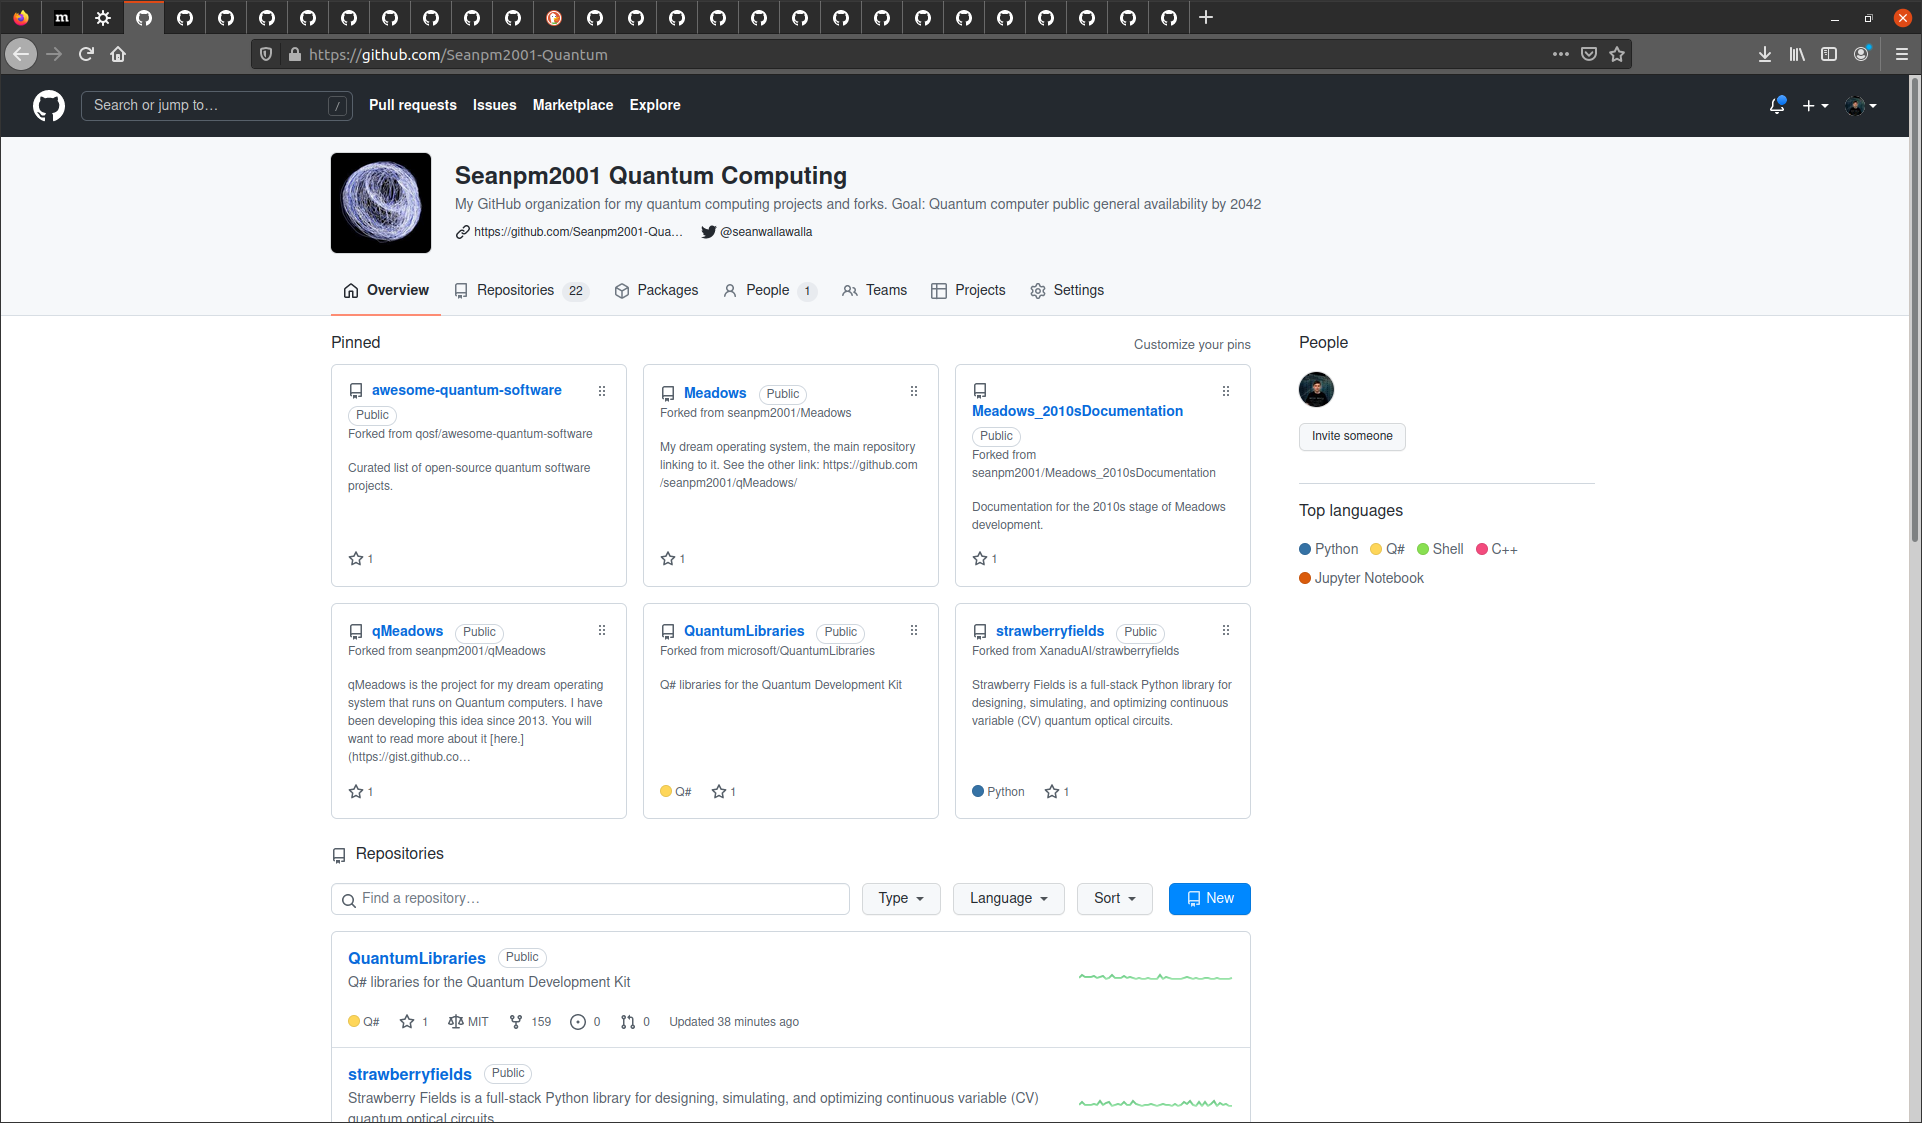 m
https://github.com/Seanpm2001-Quantum
Search or jump to…
/
Pull requests
Issues
Marketplace
Explore
Seanpm2001 Quantum Computing
My GitHub organization for my quantum computing projects and forks. Goal: Quantum computer public general availability by 2042
https://github.com/Seanpm2001-Qua… @seanwallawalla
Overview
Repositories 22
Packages
People 1
Teams
Projects
Settings
Pinned
Customize your pins
awesome-quantum-software
Public
Forked from qosf/awesome-quantum-software
Curated list of open-source quantum software
projects.
1
Meadows Public
Forked from seanpm2001/Meadows
My dream operating system, the main repository
linking to it. See the other link: https://github.com
/seanpm2001/qMeadows/
1
Meadows_2010sDocumentation
Public
Forked from
seanpm2001/Meadows_2010sDocumentation
Documentation for the 2010s stage of Meadows
development.
1
qMeadows Public
Forked from seanpm2001/qMeadows
qMeadows is the project for my dream operating
system that runs on Quantum computers. I have
been developing this idea since 2013. You will
want to read more about it [here.]
(https://gist.github.co…
1
QuantumLibraries Public
Forked from microsoft/QuantumLibraries
Q# libraries for the Quantum Development Kit
Q# 1
strawberryfields Public
Forked from XanaduAI/strawberryfields
Strawberry Fields is a full-stack Python library for
designing, simulating, and optimizing continuous
variable (CV) quantum optical circuits.
Python 1
People
Invite someone
Top languages
Python Q# Shell C++
Jupyter Notebook
Repositories
Find a repository…
Type
Language
Sort
New
QuantumLibraries Public
Q# libraries for the Quantum Development Kit
Q# 1 MIT 159 0 0 Updated 38 minutes ago
strawberryfields Public
Strawberry Fields is a full-stack Python library for designing, simulating, and optimizing continuous variable (CV)
quantum optical circuits.